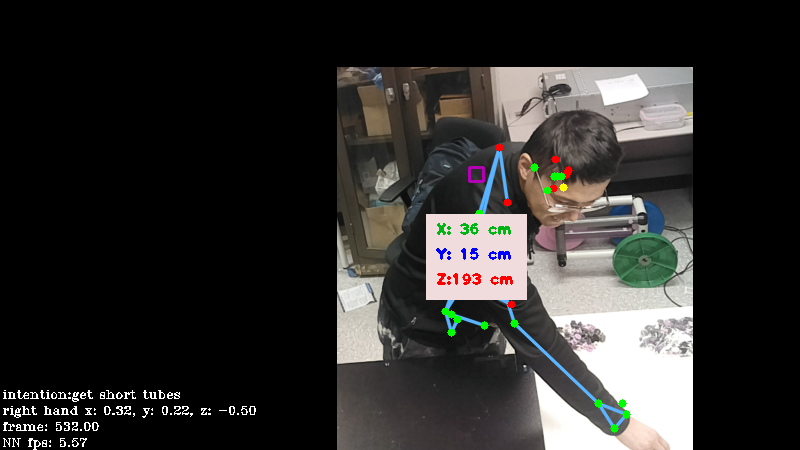 X: 36 cm
Y: 15 cm
Z:193 cm
intention:get short tubes
right hand x: 0.32, y: 0.22, z: -0.50
frame: 532.00
NN fps: 5.57